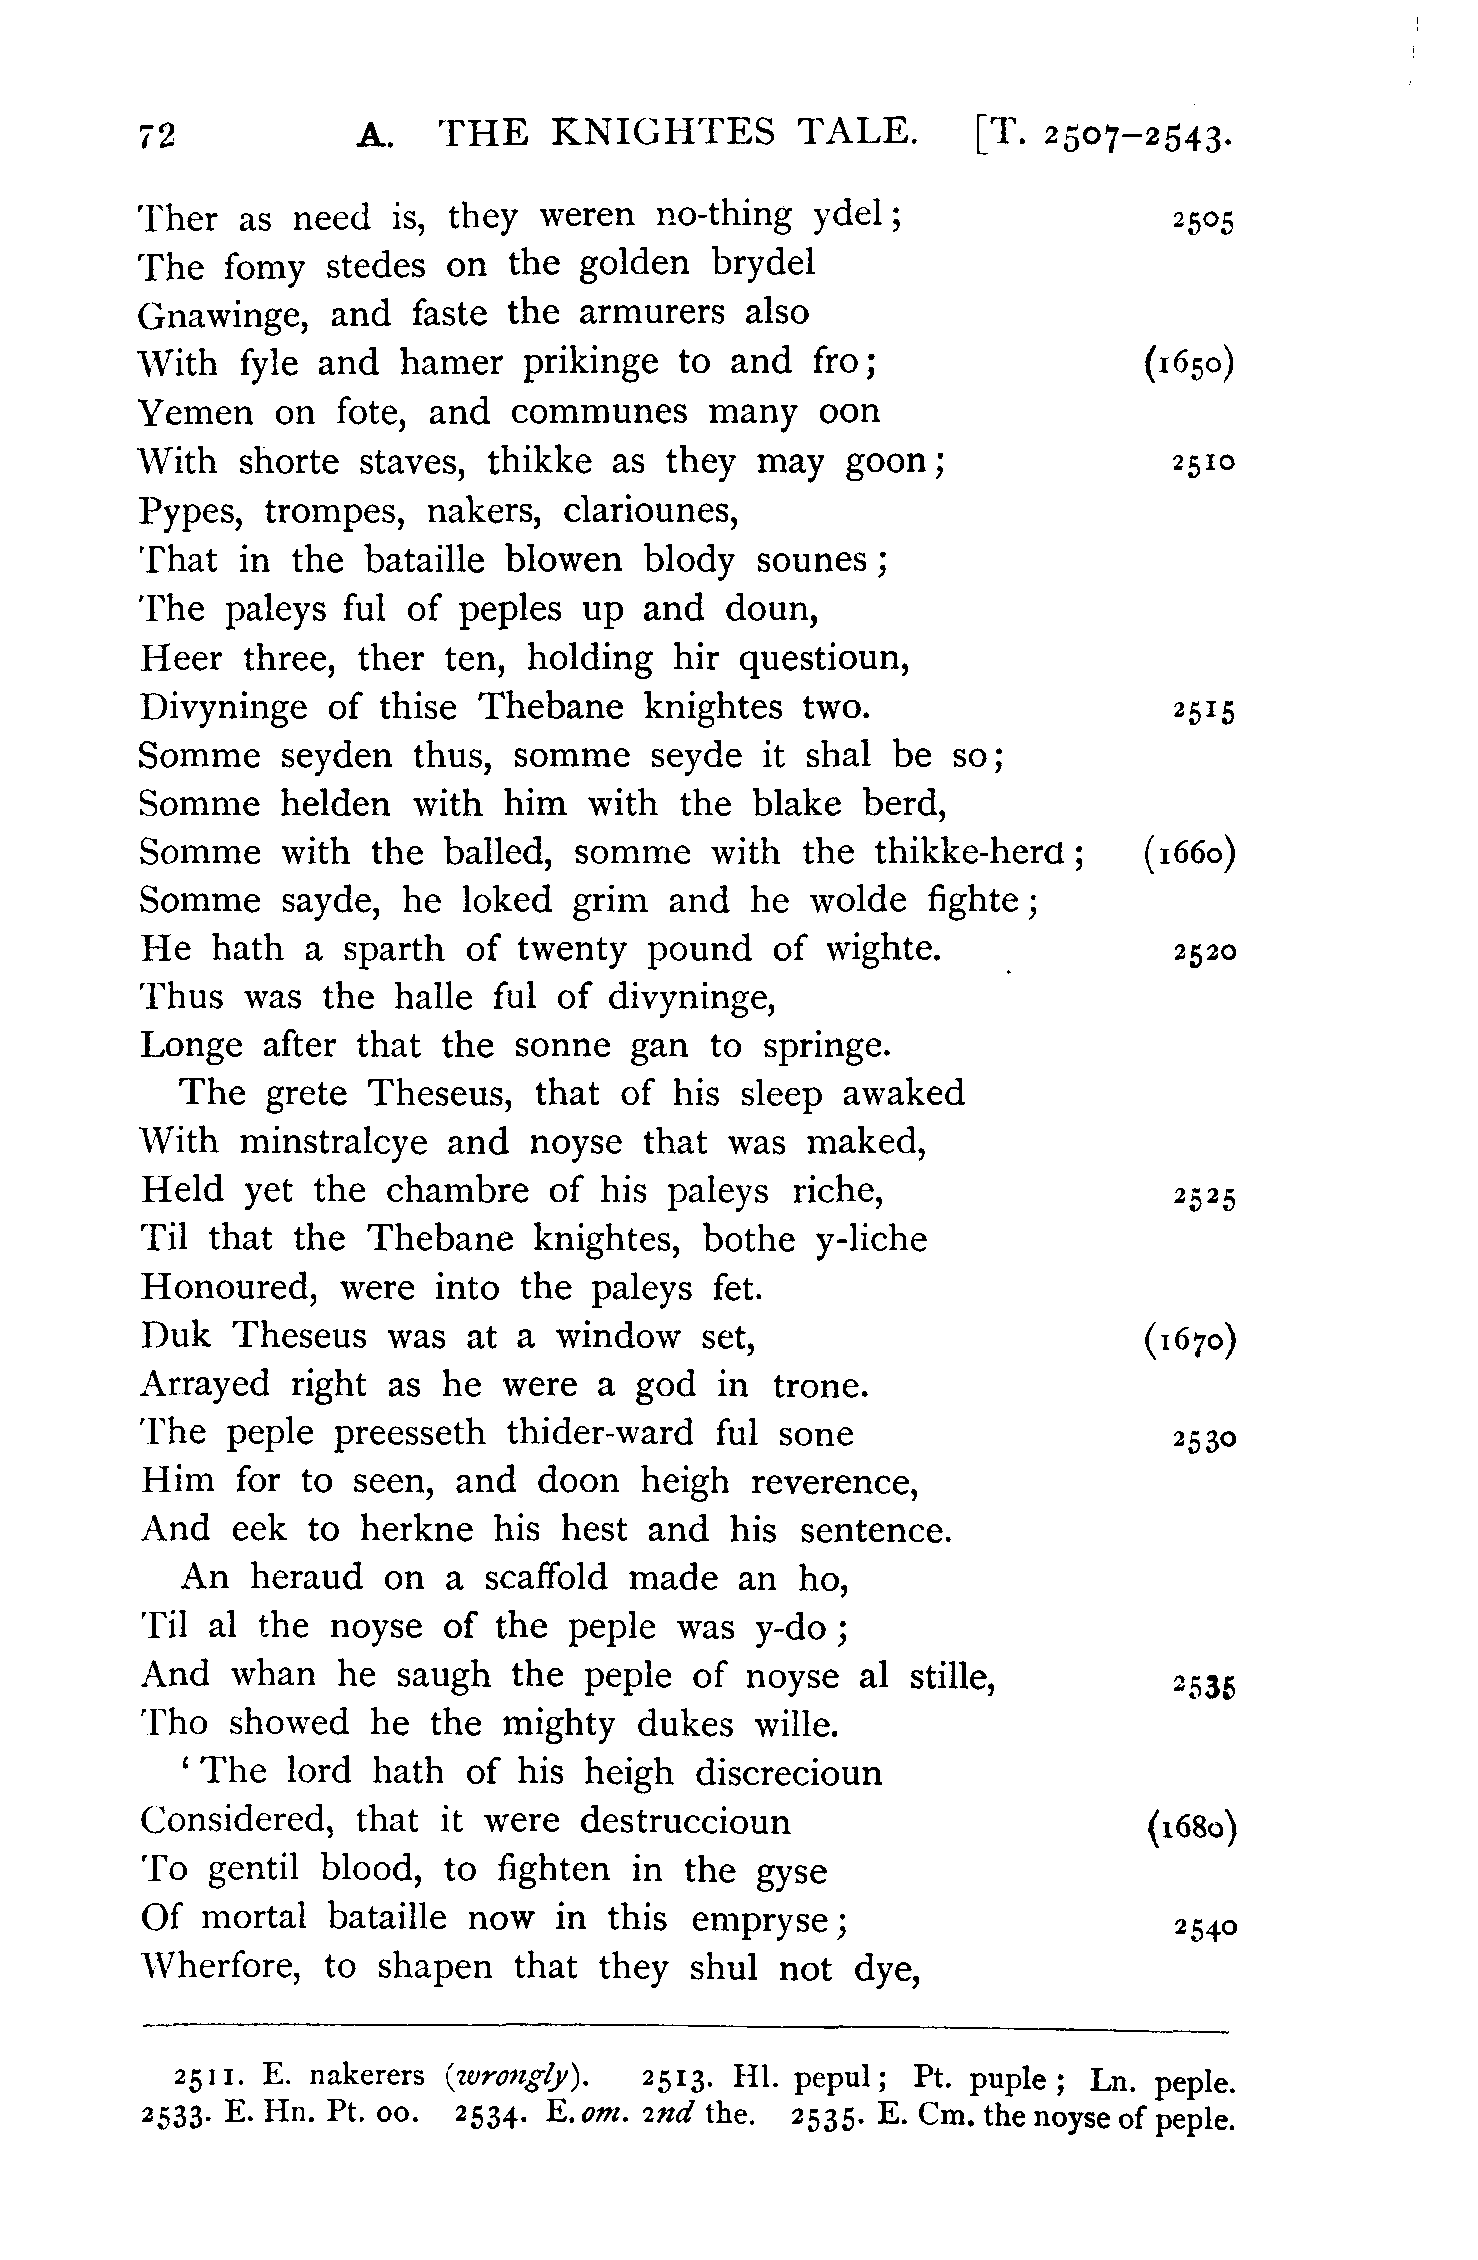 72 A. THE KNIGHTES TALE. [T. 2507–2543.
Ther as need is, they weren no-thing ydel; 2505
The fomy stedes on the golden brydel
Gnawinge, and faste the armurers also
With fyle and hamer prikinge to and fro; (1650)
Yemen on fote, and communes many oon
With shorte staves, thikke as they may goon; 2510
Pypes, trompes, nakers, clariounes,
That in the bataille blowen blody sounes;
The paleys ful of peples up and doun,
Heer three, ther ten, holding hir questioun,
Divyninge of thise Thebane knightes two. 2515
Somme seyden thus, somme seyde it shal be so;
Somme helden with him with the blake berd,
Somme with the balled, somme with the thikke-herd; (1660)
Somme sayde, he loked grim and he wolde fighte;
He hath a sparth of twenty pound of wighte. 2520
Thus was the halle ful of divyninge,
Longe after that the sonne gan to springe.
The grete Theseus, that of his sleep awaked
With minstralcye and noyse that was maked,
Held yet the chambre of his paleys riche, 2525
Til that the Thebane knightes, bothe y-liche
Honoured, were into the paleys fet.
Duk Theseus was at a window set, (1670)
Arrayed right as he were a god in trone.
The peple preesseth thider-ward ful sone 2530
Him for to seen, and doon heigh reverence,
And eek to herkne his hest and his sentence.
An heraud on a scaffold made an ho,
Til al the noyse of the peple was y-do;
And whan he saugh the peple of noyse al stille, 2535
Tho showed he the mighty dukes wille.
‘The lord hath of his heigh discrecioun
Considered, that it were destruccioun (1680)
To gentil blood, to fighten in the gyse
Of mortal bataille now in this empryse; 2540
Wherfore, to shapen that they shul not dye,
2511. E. nakerers (wrongly). 2513. Hl. pepul; Pt. puple; Ln. peple.
2533. E. Hn. Pt. oo. 2534. E. om. 2nd the. 2535. E. Cm. the noyse of peple.